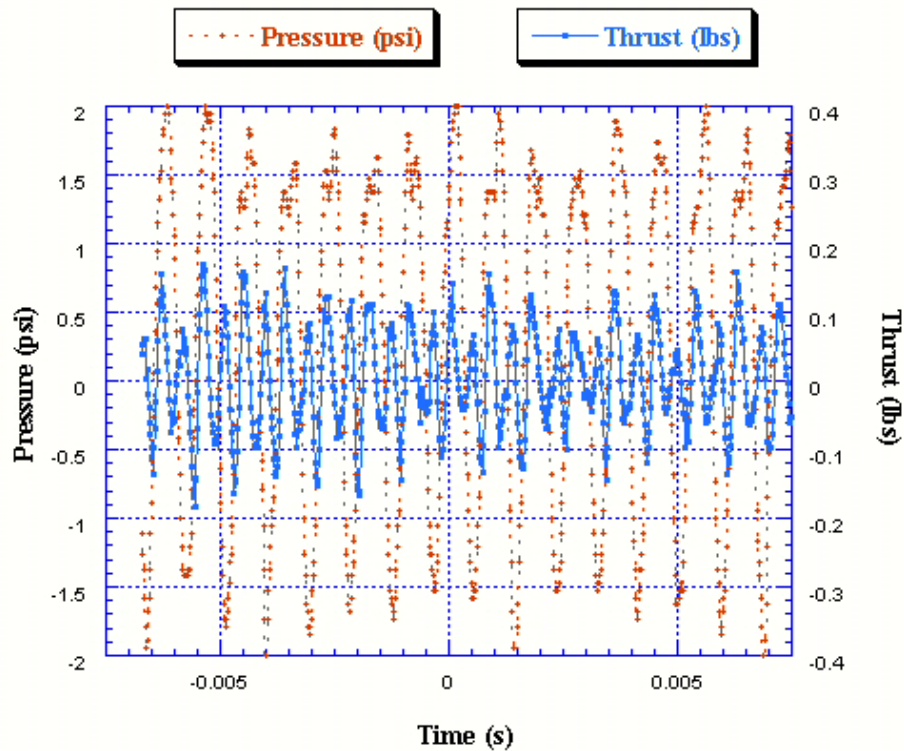 Pressure (psi) Thrust (lbs)
2 0.4
1.5 0.3
1 0.2
0.5 0.1
0 0
-0.5 -0.1
-1 -0.2
-1.5 -0.3
-2 -0.4
Pressure (psi)
Thrust (lbs)
-0.005 0 0.005
Time (s)